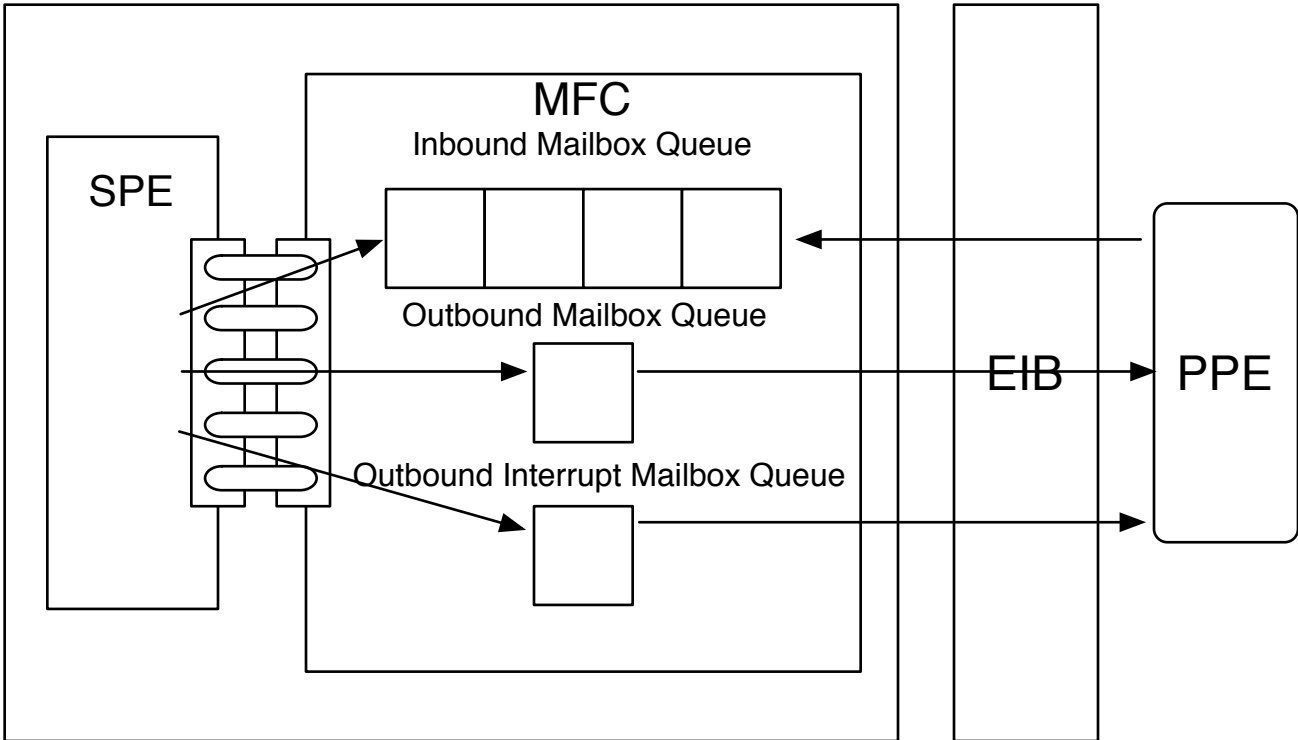 MFC
Inbound Mailbox Queue
SPE
Outbound Mailbox Queue
EIB
PPE
Outbound Interrupt Mailbox Queue